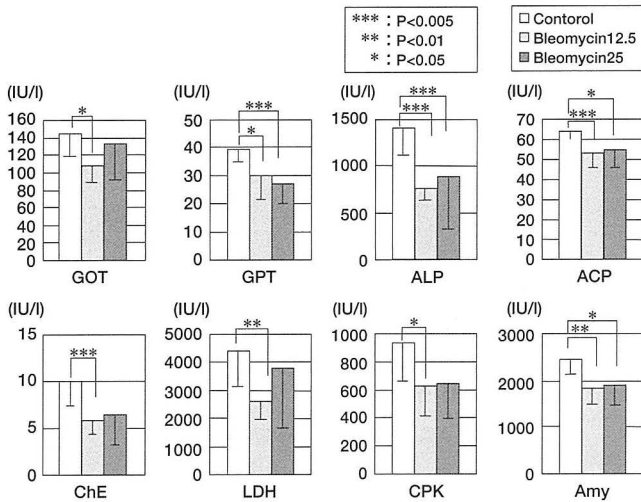 *** : P<0.005
** : P<0.01
* : P<0.05
Contorol
Bleomycin12.5
Bleomycin25
(IU/l)
160
140
120
100
80
60
40
20
0
*
GOT
(IU/l)
50
40
30
20
10
0
***
*
GPT
(IU/l)
1500
1000
500
0
***
***
ALP
(IU/l)
70
60
50
40
30
20
10
0
*
***
ACP
(IU/l)
15
10
5
0
***
ChE
(IU/l)
5000
4000
3000
2000
1000
0
**
LDH
(IU/l)
1000
800
600
400
200
0
*
CPK
(IU/l)
3000
2000
1000
0
*
**
Amy